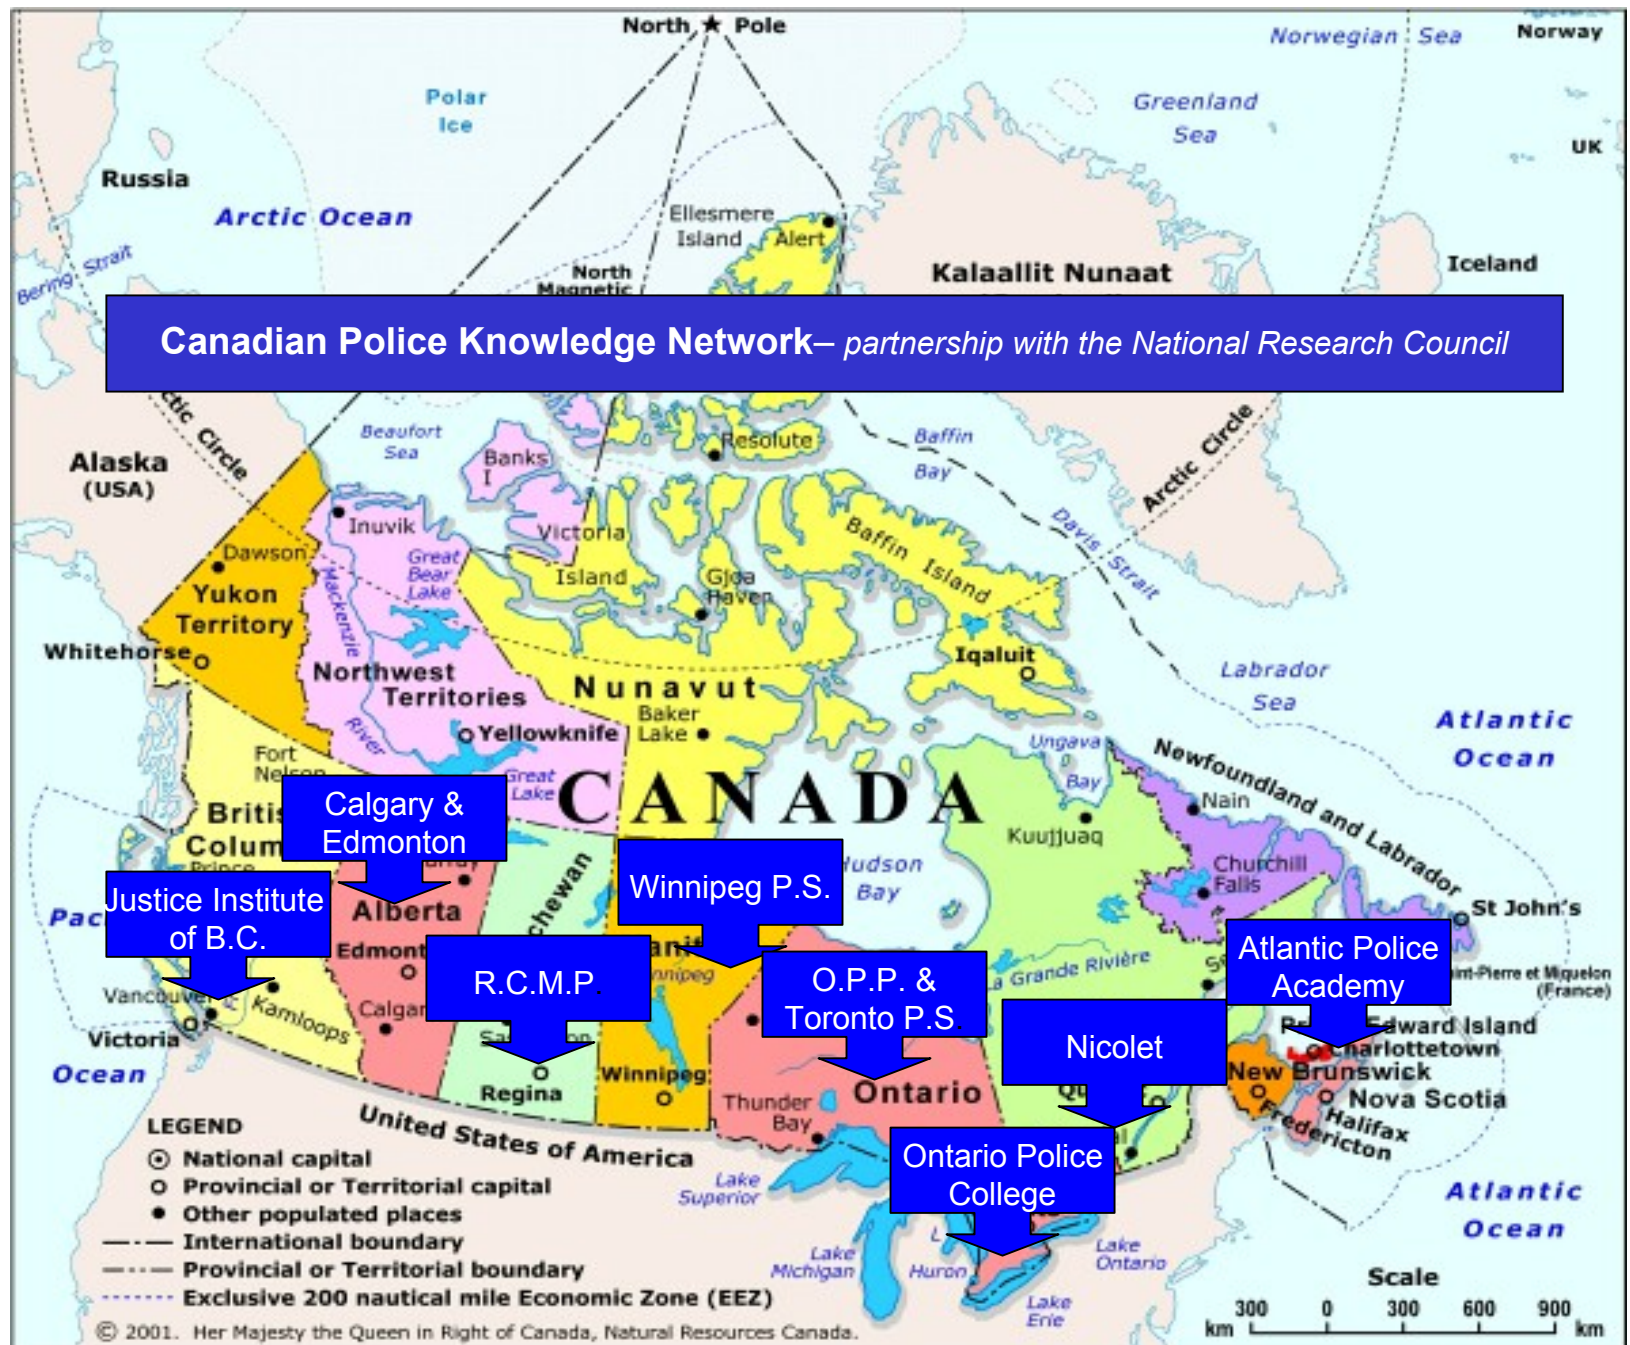 North ★ Pole
Norwegian Sea
Norway
Polar
Ice
Greenland
Sea
UK
Russia
Arctic Ocean
Ellesmere
Island
Alert
Bering Strait
North
Magnetic
Kalaallit Nunaat
Iceland
Canadian Police Knowledge Network– partnership with the National Research Council
Circle
Beaufort
Sea
Resolute
Baffin
Bay
Arctic Circle
Alaska
(USA)
Banks
I
Inuvik
Victoria
Island
Baffin Island
Davis Strait
Dawson
Great
Bear
Lake
Gjoa
Haven
Mackenzie
River
Yukon
Territory
Whitehorse
Iqaluit
Northwest
Territories
Nunavut
Labrador
Sea
Baker
Lake
Yellowknife
Atlantic
Ocean
Ungava
Bay
Newfoundland and Labrador
Fort
Nelson
Great
Lake
CANADA
Calgary &
Edmonton
Nain
Kuujjuaq
Churchill
Falls
Hudson
Bay
Winnipeg P.S.
Justice Institute
of B.C.
Alberta
St John's
Atlantic Police
Academy
R.C.M.P.
O.P.P. &
Toronto P.S.
La Grande Rivière
Saint-Pierre et Miquelon
(France)
Vancouver
Kamloops
Victoria
Ocean
Nicolet
Edward Island
Charlottetown
New Brunswick
Nova Scotia
Halifax
Fredericton
Regina
Winnipeg
Ontario
Thunder
Bay
United States of America
Ontario Police
College
Lake
Superior
Lake
Michigan
L
Huron
Lake
Ontario
Lake
Erie
Atlantic
Ocean
LEGEND
National capital
Provincial or Territorial capital
Other populated places
International boundary
Provincial or Territorial boundary
Exclusive 200 nautical mile Economic Zone (EEZ)
© 2001. Her Majesty the Queen in Right of Canada, Natural Resources Canada.
Scale
300 0 300 600 900
km km